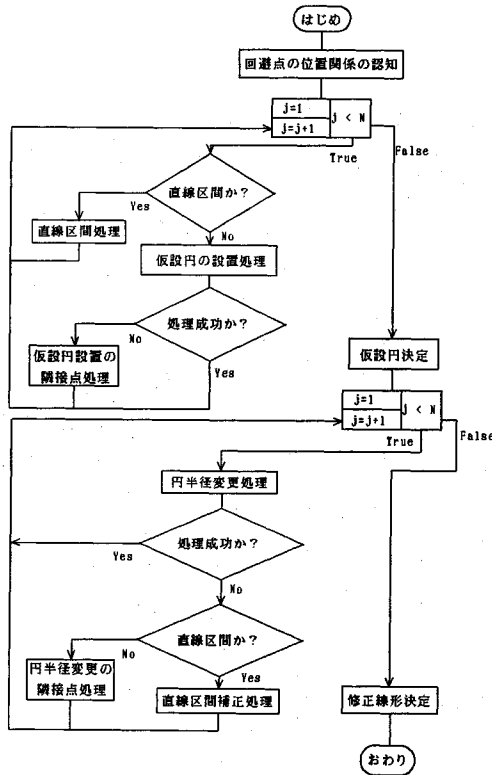 はじめ
回避点の位置関係の認知
j=1
j=j+1
j < N
True
False
直線区間か？
Yes
直線区間処理
No
仮設円の設置処理
処理成功か？
No
仮設円設置の
隣接点処理
Yes
仮設円決定
j=1
j=j+1
j < N
True
False
円半径変更処理
処理成功か？
Yes
No
直線区間か？
No
円半径変更の
隣接点処理
Yes
直線区間補正処理
修正線形決定
おわり